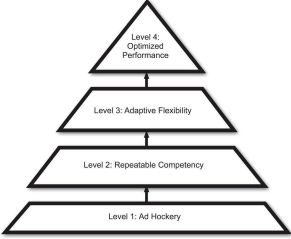 Level 4:
Optimized
Performance
Level 3: Adaptive Flexibility
Level 2: Repeatable Competency
Level 1: Ad Hockery